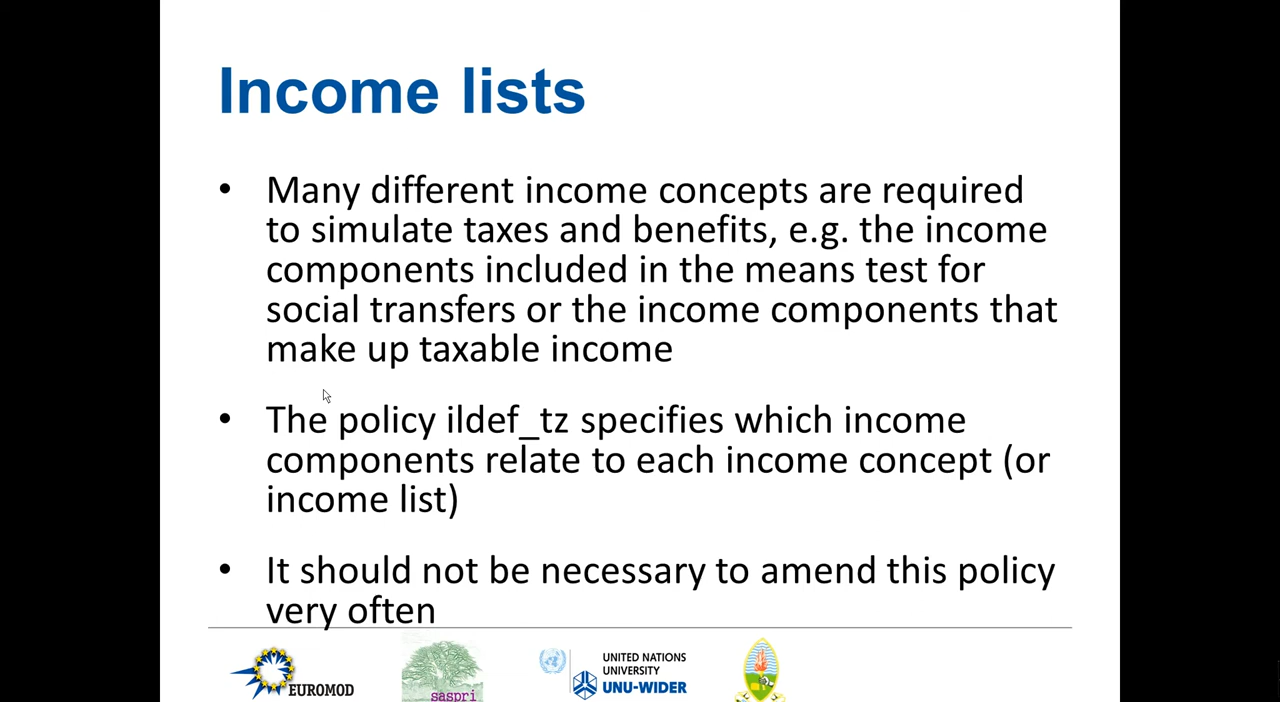 Income lists
• Many different income concepts are required
to simulate taxes and benefits, e.g. the income
components included in the means test for
social transfers or the income components that
make up taxable income
• The policy ildef_tz specifies which income
components relate to each income concept (or
income list)
• It should not be necessary to amend this policy
very often
EUROMOD
saspri
UNITED NATIONS
UNIVERSITY
UNU-WIDER